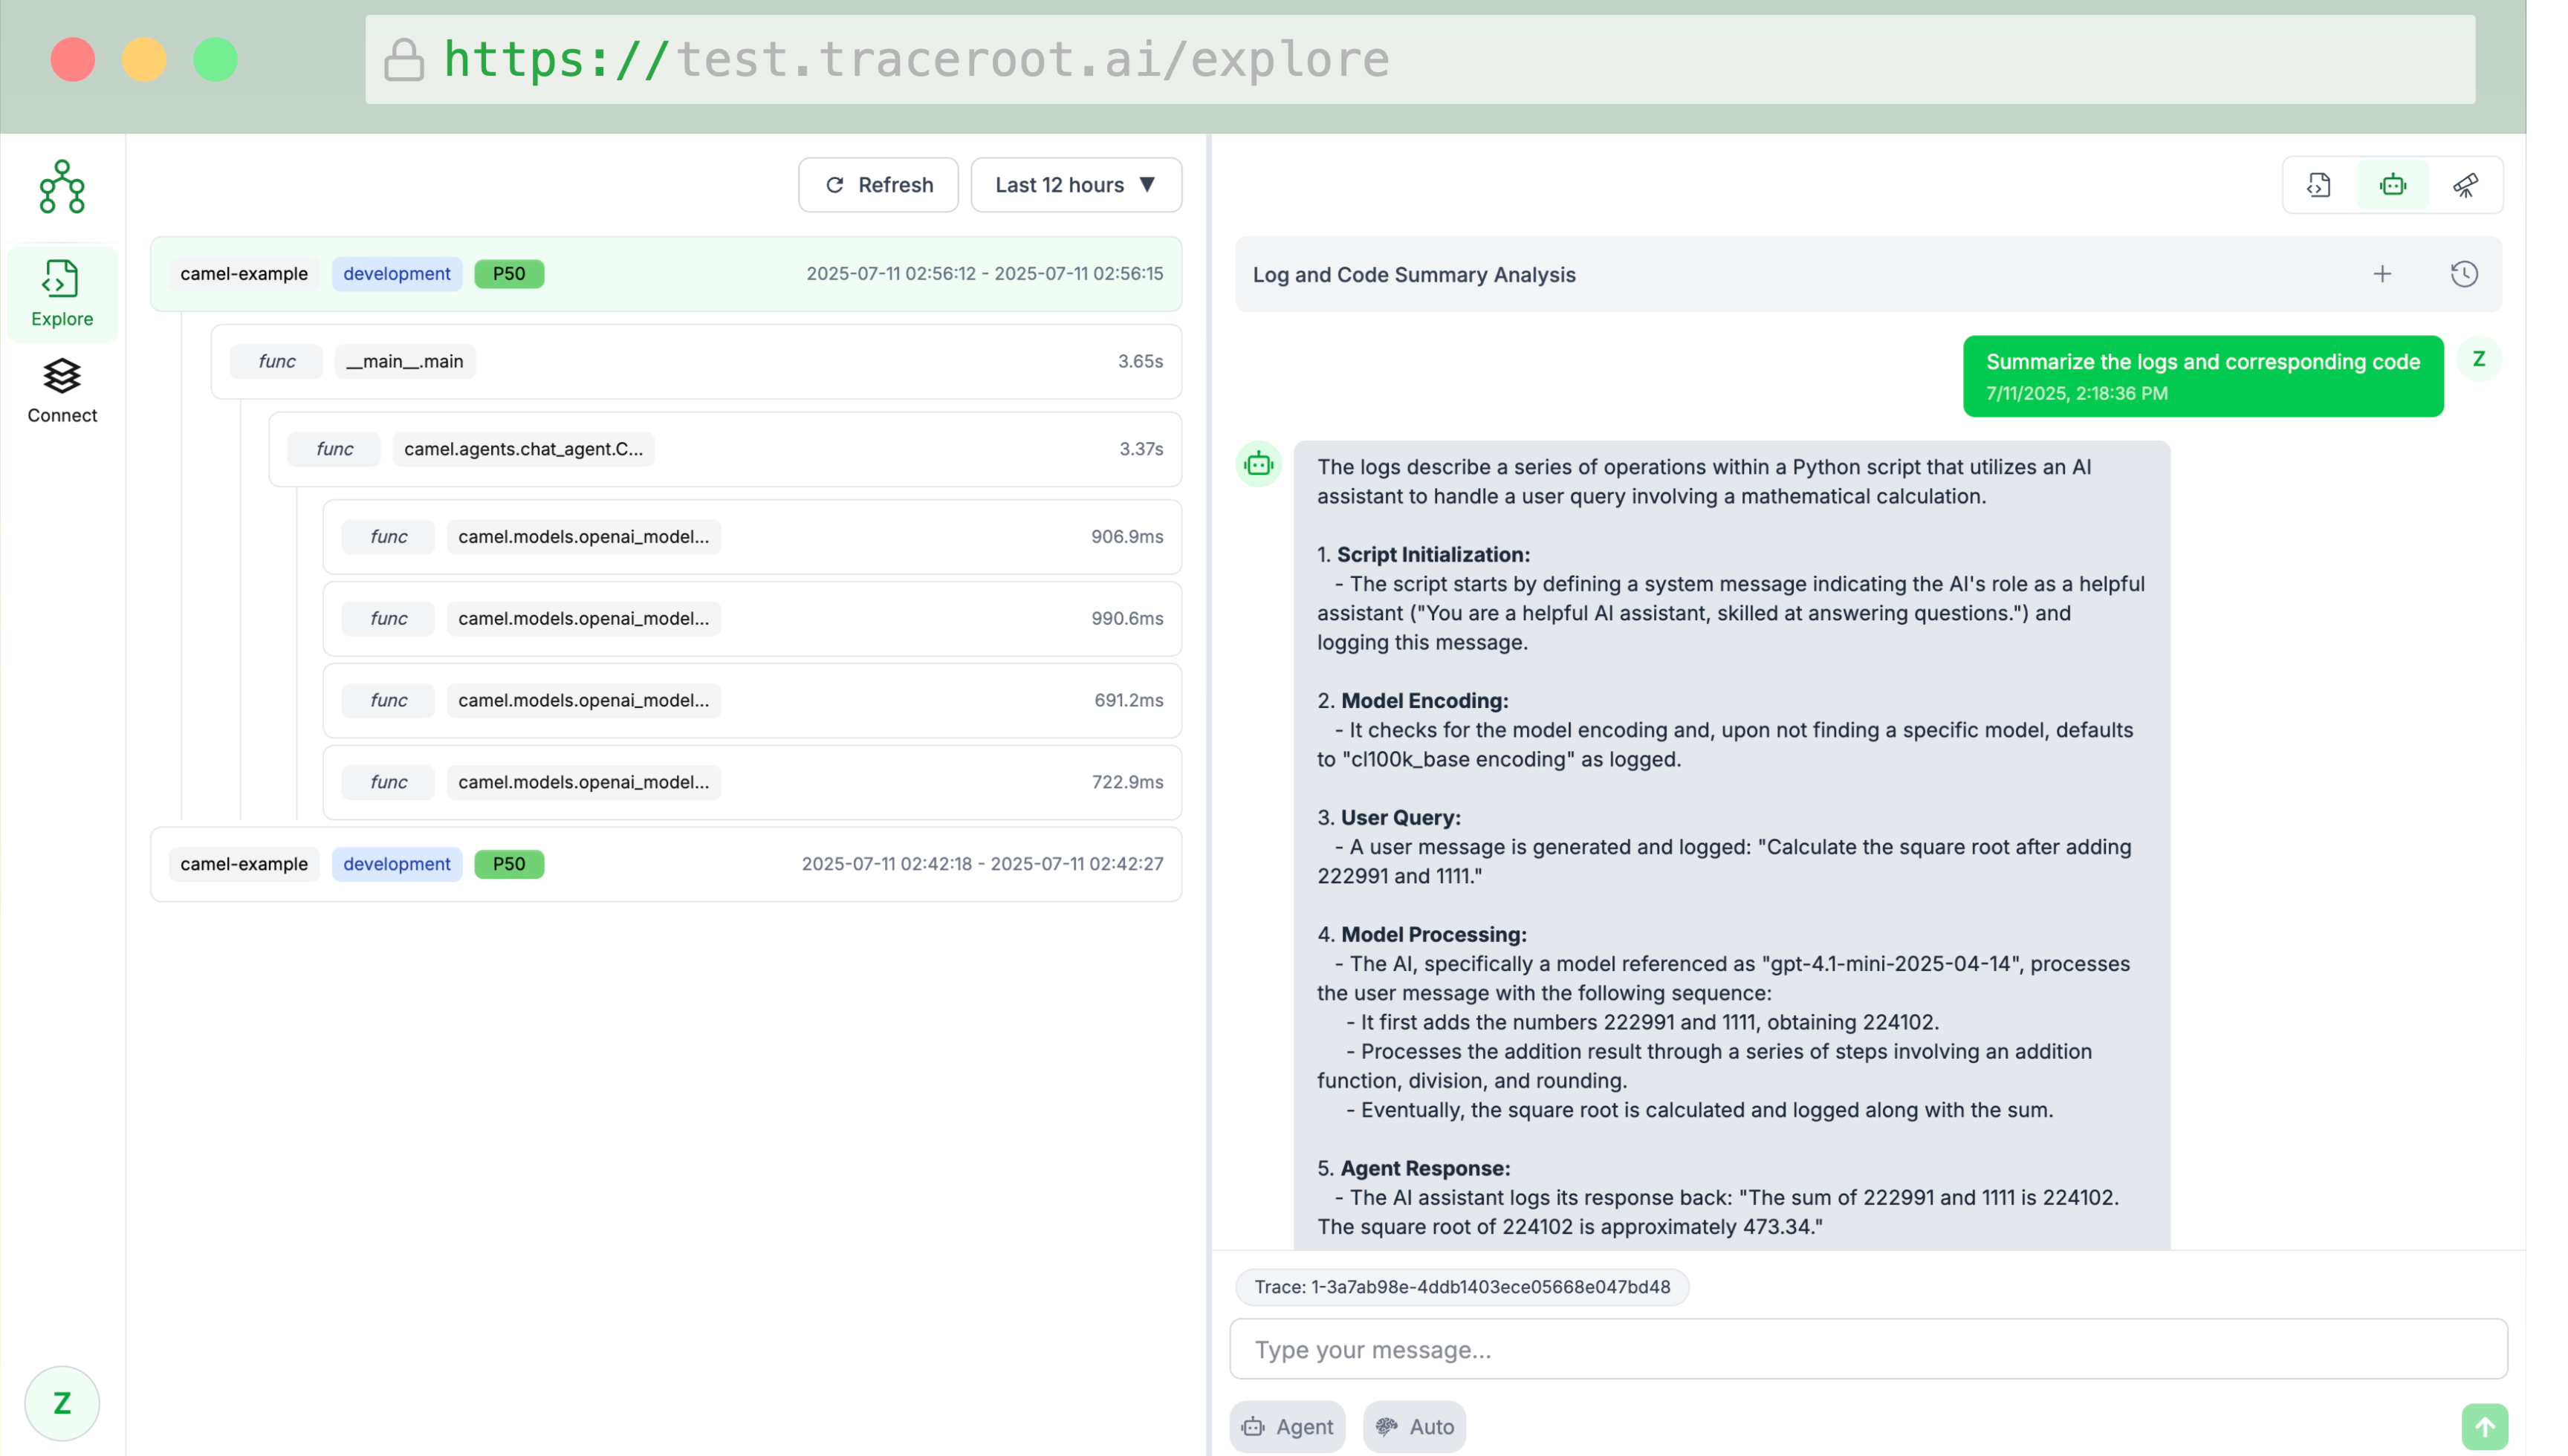 https://test.traceroot.ai/explore
Refresh
Last 12 hours ▼
Explore
Connect
camel-example development P50 2025-07-11 02:56:12 - 2025-07-11 02:56:15
func __main__.main 3.65s
func camel.agents.chat_agent.C... 3.37s
func camel.models.openai_model... 906.9ms
func camel.models.openai_model... 990.6ms
func camel.models.openai_model... 691.2ms
func camel.models.openai_model... 722.9ms
camel-example development P50 2025-07-11 02:42:18 - 2025-07-11 02:42:27
Z
Log and Code Summary Analysis
Summarize the logs and corresponding code
7/11/2025, 2:18:36 PM
Z
The logs describe a series of operations within a Python script that utilizes an AI
assistant to handle a user query involving a mathematical calculation.
1. Script Initialization:
- The script starts by defining a system message indicating the AI's role as a helpful
assistant ("You are a helpful AI assistant, skilled at answering questions.") and
logging this message.
2. Model Encoding:
- It checks for the model encoding and, upon not finding a specific model, defaults
to "cl100k_base encoding" as logged.
3. User Query:
- A user message is generated and logged: "Calculate the square root after adding
222991 and 1111."
4. Model Processing:
- The AI, specifically a model referenced as "gpt-4.1-mini-2025-04-14", processes
the user message with the following sequence:
- It first adds the numbers 222991 and 1111, obtaining 224102.
- Processes the addition result through a series of steps involving an addition
function, division, and rounding.
- Eventually, the square root is calculated and logged along with the sum.
5. Agent Response:
- The AI assistant logs its response back: "The sum of 222991 and 1111 is 224102.
The square root of 224102 is approximately 473.34."
Trace: 1-3a7ab98e-4ddb1403ece05668e047bd48
Type your message...
Agent
Auto